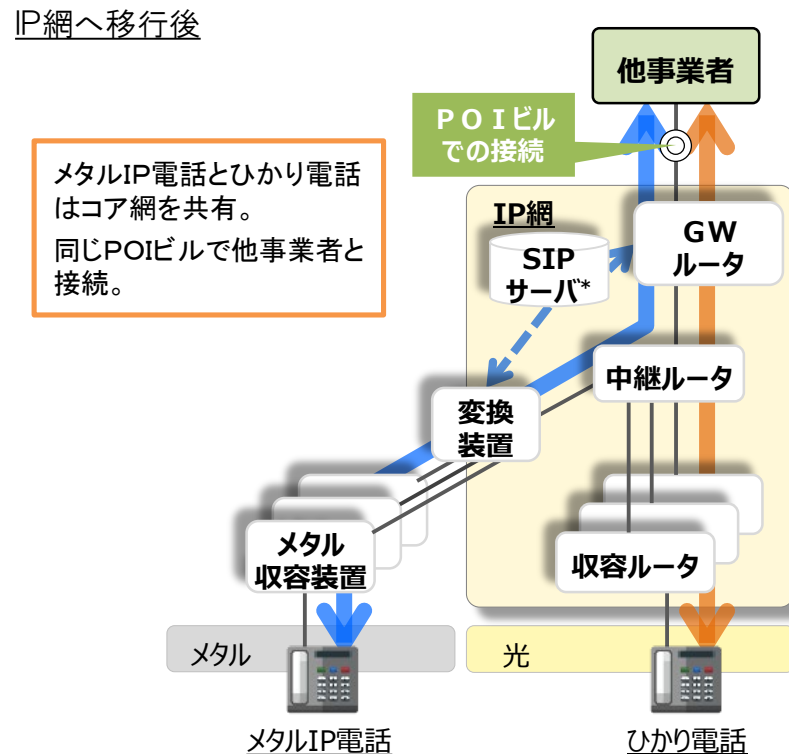 IP網へ移行後
他事業者
ＰＯＩビル
での接続
メタルIP電話とひかり電話
はコア網を共有。
同じPOIビルで他事業者と
接続。
IP網
SIP
サーバ*
ＧＷ
ルータ
中継ルータ
変換
装置
メタル
収容装置
収容ルータ
メタル
光
メタルIP電話
ひかり電話